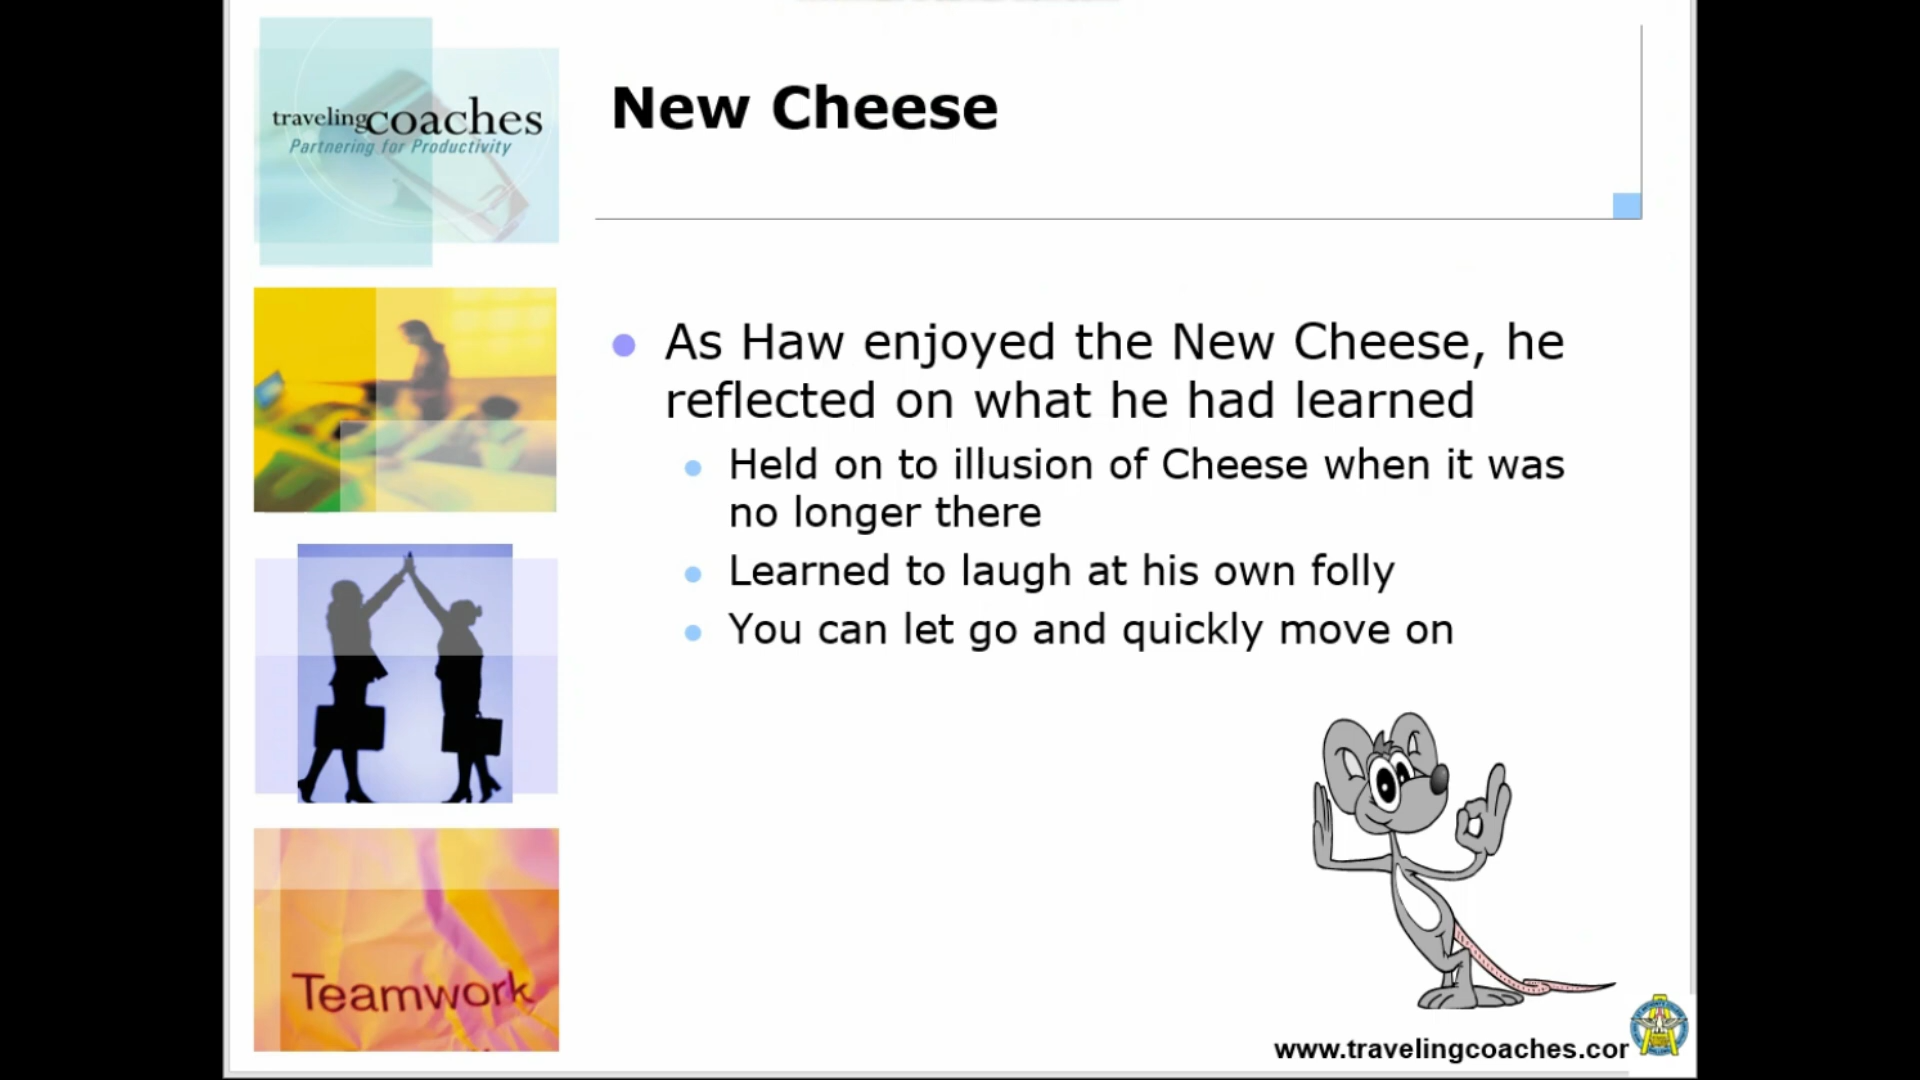 travelingcoaches
Partnering for Productivity
New Cheese
As Haw enjoyed the New Cheese, he
reflected on what he had learned
Held on to illusion of Cheese when it was
no longer there
Learned to laugh at his own folly
You can let go and quickly move on
Teamwork
www.travelingcoaches.cor